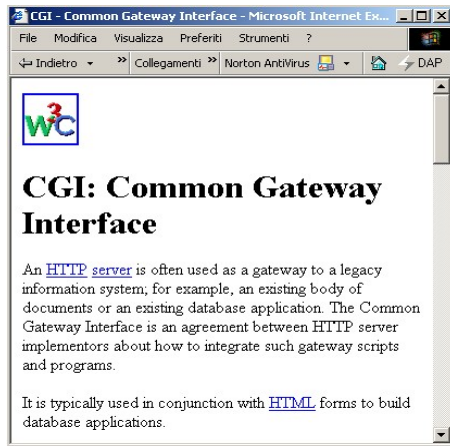 CGI - Common Gateway Interface - Microsoft Internet Ex...
File Modifica Visualizza Preferiti Strumenti ?
Indietro » Collegamenti » Norton AntiVirus DAP
W3C
CGI: Common Gateway
Interface
An HTTP server is often used as a gateway to a legacy
information system; for example, an existing body of
documents or an existing database application. The Common
Gateway Interface is an agreement between HTTP server
implementors about how to integrate such gateway scripts
and programs.
It is typically used in conjunction with HTML forms to build
database applications.